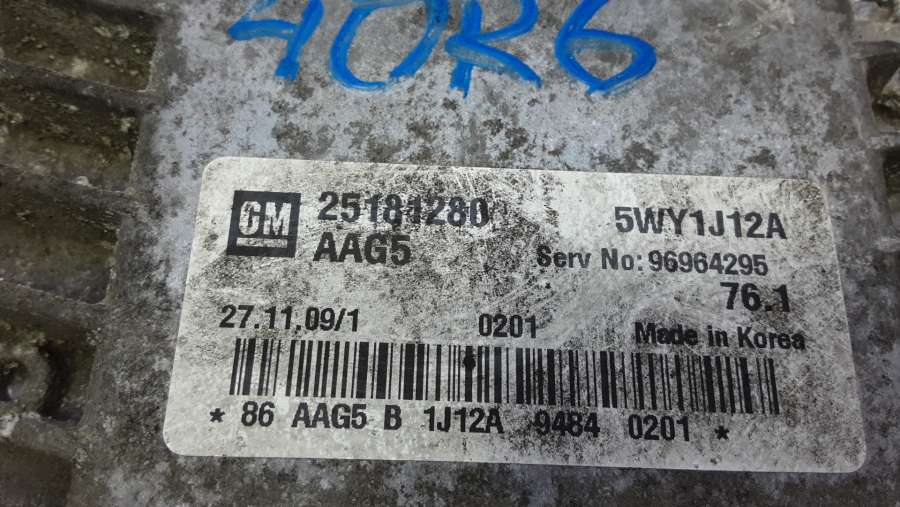 40R6
GM 25181280 5WY1J12A
AAG5 Serv No: 96964295
76.1
27.11.09/1 0201 Made in Korea
* 86 AAG5 B 1J12A 9484 0201 *